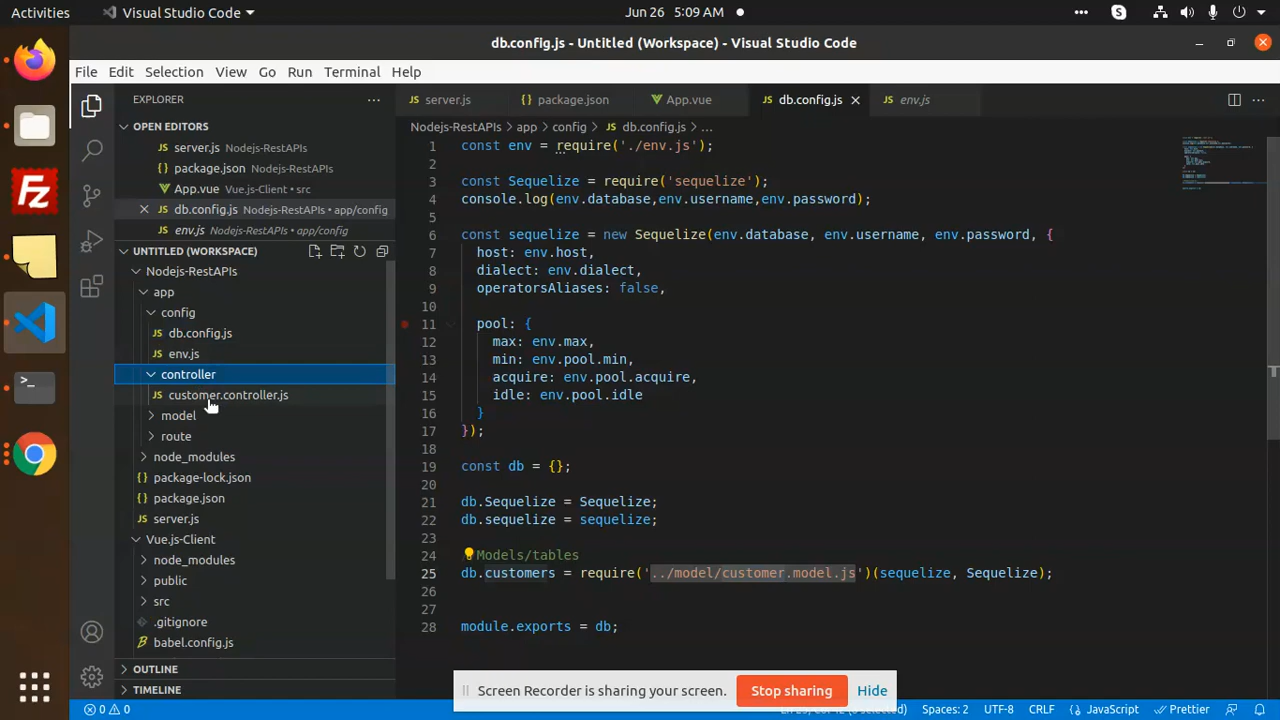 Activities
Visual Studio Code
Jun 26 5:09 AM
db.config.js - Untitled (Workspace) - Visual Studio Code
File Edit Selection View Go Run Terminal Help
EXPLORER
OPEN EDITORS
server.js Nodejs-RestAPIs
package.json Nodejs-RestAPIs
App.vue Vue.js-Client • src
db.config.js Nodejs-RestAPIs • app/config
env.js Nodejs-RestAPIs • app/config
UNTITLED (WORKSPACE)
Nodejs-RestAPIs
app
config
JS db.config.js
JS env.js
controller
JS customer.controller.js
model
route
node_modules
{} package-lock.json
{} package.json
JS server.js
Vue.js-Client
node_modules
public
src
.gitignore
babel.config.js
OUTLINE
TIMELINE
JS server.js
{} package.json
App.vue
JS db.config.js
JS env.js
Nodejs-RestAPIs > app > config > JS db.config.js > ...
1 const env = require('./env.js');
2
3 const Sequelize = require('sequelize');
4 console.log(env.database,env.username,env.password);
5
6 const sequelize = new Sequelize(env.database, env.username, env.password, {
7 host: env.host,
8 dialect: env.dialect,
9 operatorsAliases: false,
10
11 pool: {
12 max: env.max,
13 min: env.pool.min,
14 acquire: env.pool.acquire,
15 idle: env.pool.idle
16 }
17 });
18
19 const db = {};
20
21 db.Sequelize = Sequelize;
22 db.sequelize = sequelize;
23
24 Models/tables
25 db.customers = require('../model/customer.model.js')(sequelize, Sequelize);
26
27
28 module.exports = db;
Screen Recorder is sharing your screen.
Stop sharing
Hide
0 0
Spaces: 2
UTF-8
CRLF
{} JavaScript
Prettier